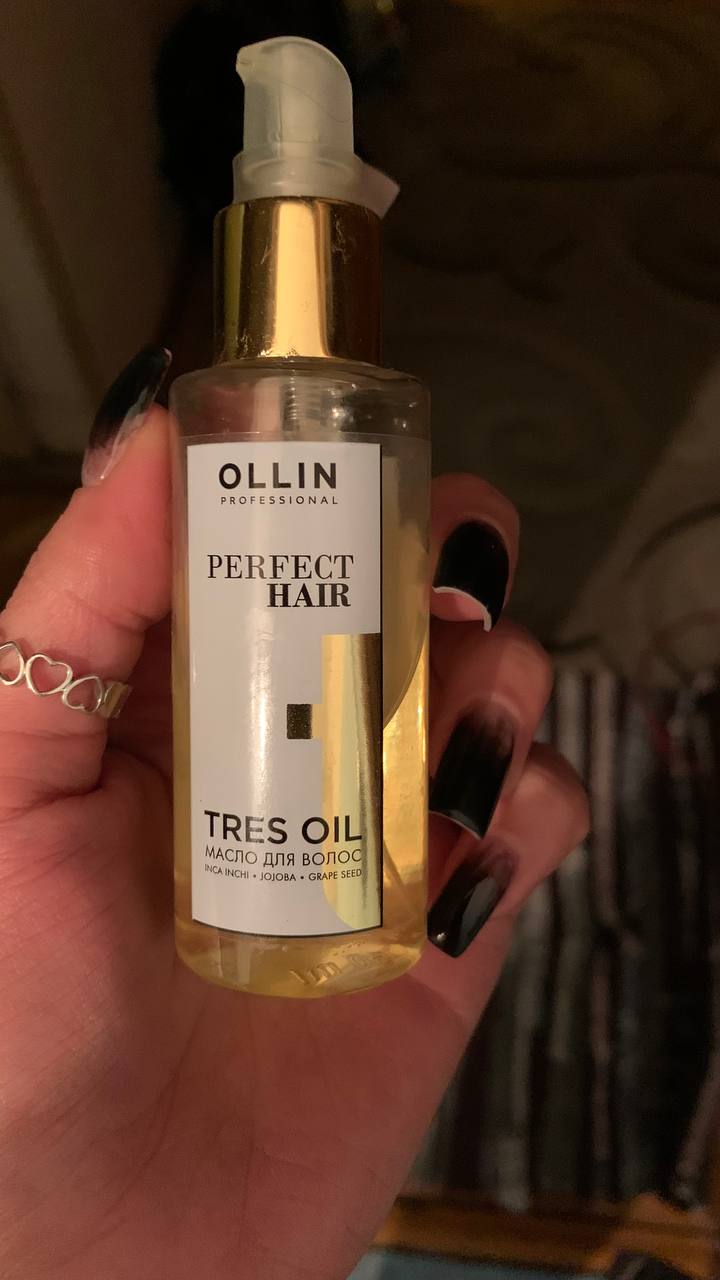 OLLIN
PROFESSIONAL
PERFECT
HAIR
TRES OIL
МАСЛО ДЛЯ ВОЛОС
INCA INCHI • JOJOBA • GRAPE SEED